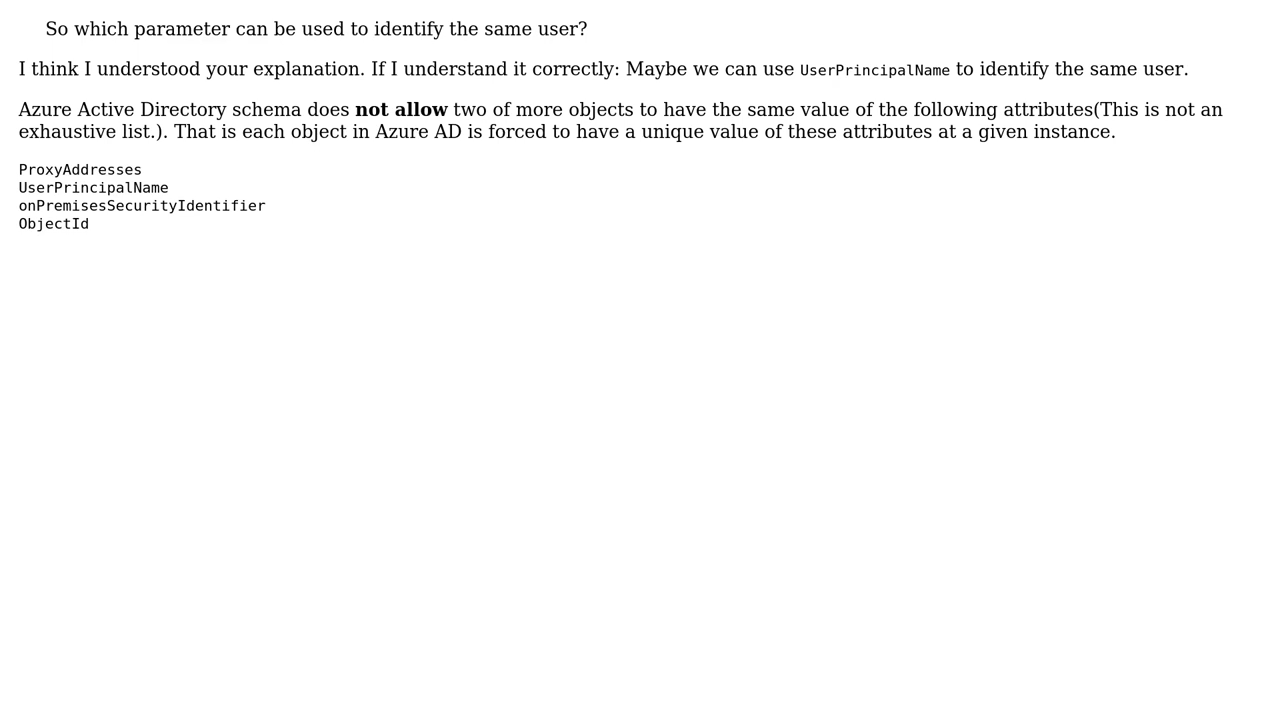 So which parameter can be used to identify the same user?
I think I understood your explanation. If I understand it correctly: Maybe we can use UserPrincipalName to identify the same user.
Azure Active Directory schema does not allow two of more objects to have the same value of the following attributes(This is not an
exhaustive list.). That is each object in Azure AD is forced to have a unique value of these attributes at a given instance.
ProxyAddresses
UserPrincipalName
onPremisesSecurityIdentifier
ObjectId